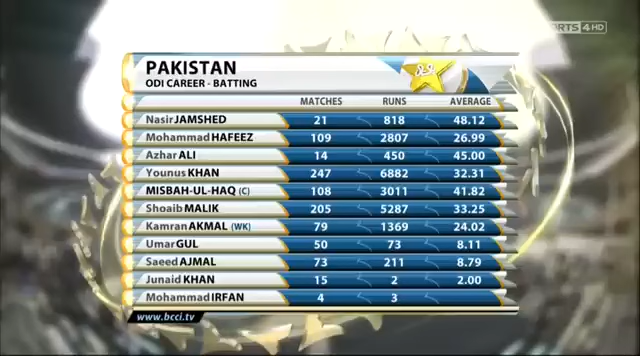 SPORTS 4 HD
PAKISTAN
ODI CAREER - BATTING
MATCHES RUNS AVERAGE
Nasir JAMSHED 21 818 48.12
Mohammad HAFEEZ 109 2807 26.99
Azhar ALI 14 450 45.00
Younus KHAN 247 6882 32.31
MISBAH-UL-HAQ (C) 108 3011 41.82
Shoaib MALIK 205 5287 33.25
Kamran AKMAL (WK) 79 1369 24.02
Umar GUL 50 73 8.11
Saeed AJMAL 73 211 8.79
Junaid KHAN 15 2 2.00
Mohammad IRFAN 4 3
www.bcci.tv